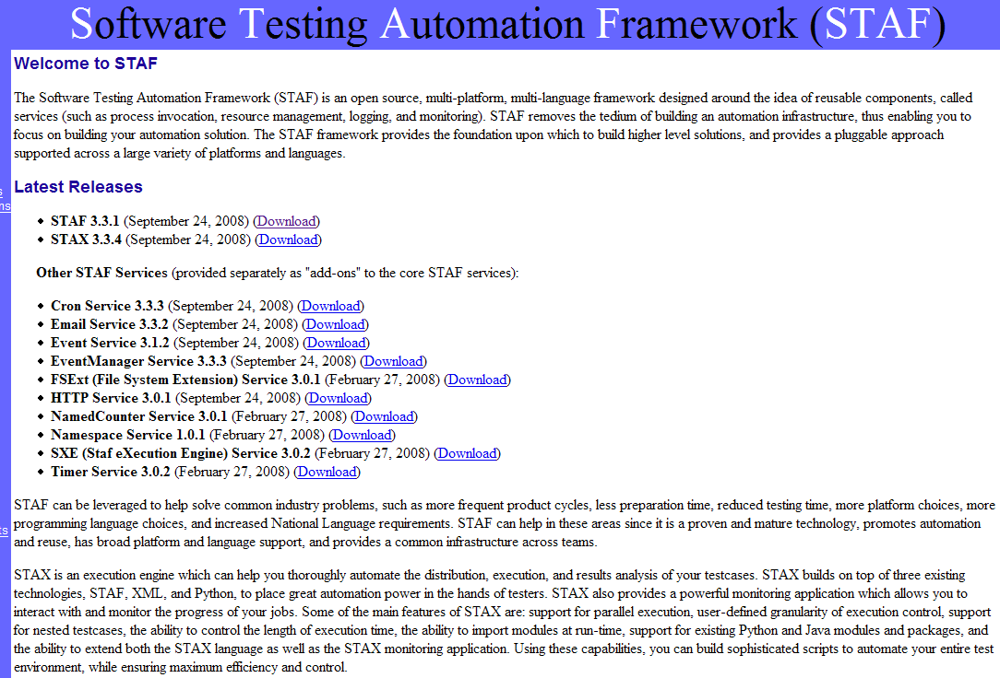 Software Testing Automation Framework (STAF)
Welcome to STAF
The Software Testing Automation Framework (STAF) is an open source, multi-platform, multi-language framework designed around the idea of reusable components, called
services (such as process invocation, resource management, logging, and monitoring). STAF removes the tedium of building an automation infrastructure, thus enabling you to
focus on building your automation solution. The STAF framework provides the foundation upon which to build higher level solutions, and provides a pluggable approach
supported across a large variety of platforms and languages.
Latest Releases
• STAF 3.3.1 (September 24, 2008) (Download)
• STAX 3.3.4 (September 24, 2008) (Download)
Other STAF Services (provided separately as "add-ons" to the core STAF services):
• Cron Service 3.3.3 (September 24, 2008) (Download)
• Email Service 3.3.2 (September 24, 2008) (Download)
• Event Service 3.1.2 (September 24, 2008) (Download)
• EventManager Service 3.3.3 (September 24, 2008) (Download)
• FSExt (File System Extension) Service 3.0.1 (February 27, 2008) (Download)
• HTTP Service 3.0.1 (September 24, 2008) (Download)
• NamedCounter Service 3.0.1 (February 27, 2008) (Download)
• Namespace Service 1.0.1 (February 27, 2008) (Download)
• SXE (Staf eXecution Engine) Service 3.0.2 (February 27, 2008) (Download)
• Timer Service 3.0.2 (February 27, 2008) (Download)
STAF can be leveraged to help solve common industry problems, such as more frequent product cycles, less preparation time, reduced testing time, more platform choices, more
programming language choices, and increased National Language requirements. STAF can help in these areas since it is a proven and mature technology, promotes automation
and reuse, has broad platform and language support, and provides a common infrastructure across teams.
STAX is an execution engine which can help you thoroughly automate the distribution, execution, and results analysis of your testcases. STAX builds on top of three existing
technologies, STAF, XML, and Python, to place great automation power in the hands of testers. STAX also provides a powerful monitoring application which allows you to
interact with and monitor the progress of your jobs. Some of the main features of STAX are: support for parallel execution, user-defined granularity of execution control, support
for nested testcases, the ability to control the length of execution time, the ability to import modules at run-time, support for existing Python and Java modules and packages, and
the ability to extend both the STAX language as well as the STAX monitoring application. Using these capabilities, you can build sophisticated scripts to automate your entire test
environment, while ensuring maximum efficiency and control.